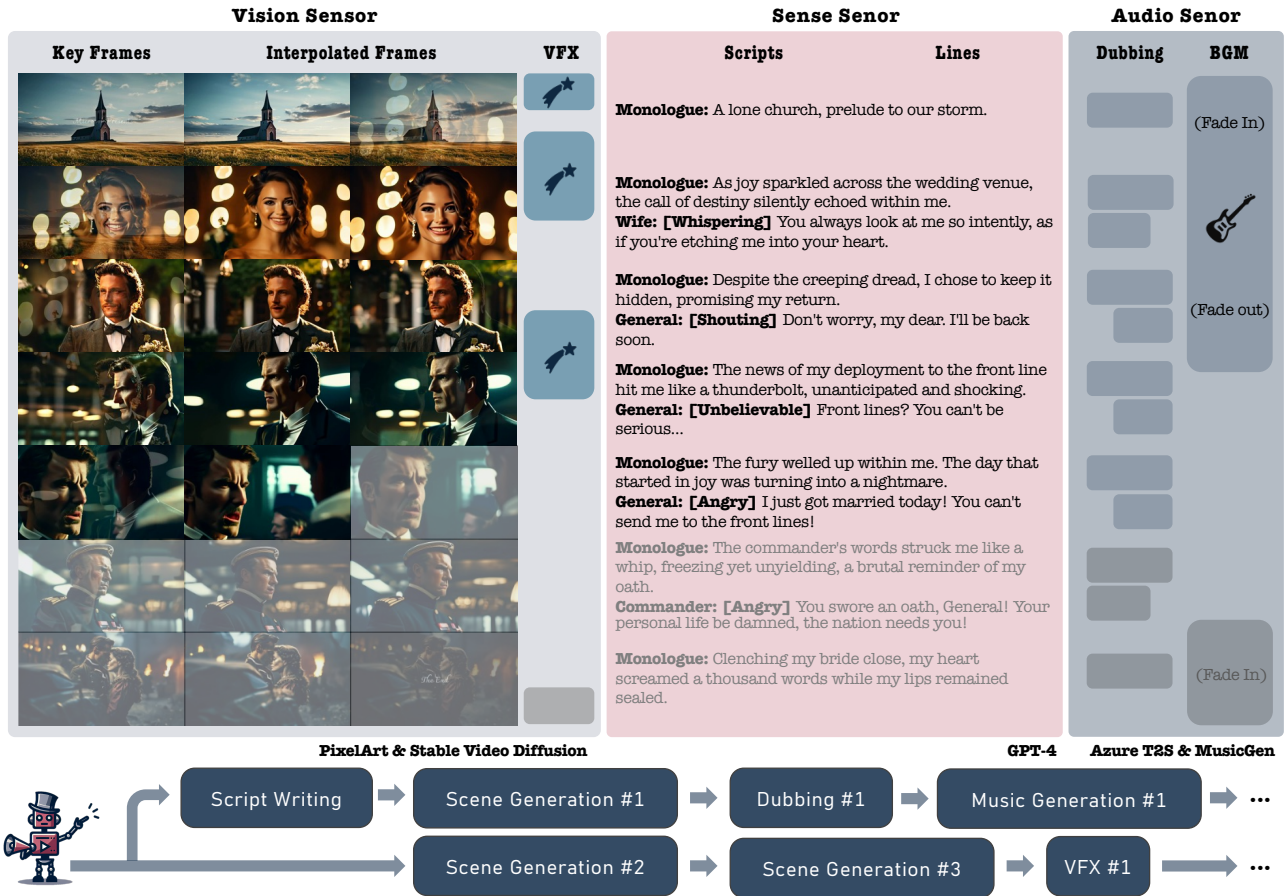 Vision Sensor
Sense Senor
Audio Senor
Key Frames
Interpolated Frames
VFX
Scripts
Lines
Dubbing
BGM
Monologue: A lone church, prelude to our storm.
(Fade In)
Monologue: As joy sparkled across the wedding venue,
the call of destiny silently echoed within me.
Wife: [Whispering] You always look at me so intently, as
if you're etching me into your heart.
Monologue: Despite the creeping dread, I chose to keep it
hidden, promising my return.
General: [Shouting] Don't worry, my dear. I'll be back
soon.
(Fade out)
Monologue: The news of my deployment to the front line
hit me like a thunderbolt, unanticipated and shocking.
General: [Unbelievable] Front lines? You can't be
serious...
Monologue: The fury welled up within me. The day that
started in joy was turning into a nightmare.
General: [Angry] I just got married today! You can't
send me to the front lines!
Monologue: The commander's words struck me like a
whip, freezing yet unyielding, a brutal reminder of my
oath.
Commander: [Angry] You swore an oath, General! Your
personal life be damned, the nation needs you!
Monologue: Clenching my bride close, my heart
screamed a thousand words while my lips remained
sealed.
(Fade In)
The End
PixelArt & Stable Video Diffusion
GPT-4
Azure T2S & MusicGen
Script Writing
Scene Generation #1
Dubbing #1
Music Generation #1
...
Scene Generation #2
Scene Generation #3
VFX #1
...